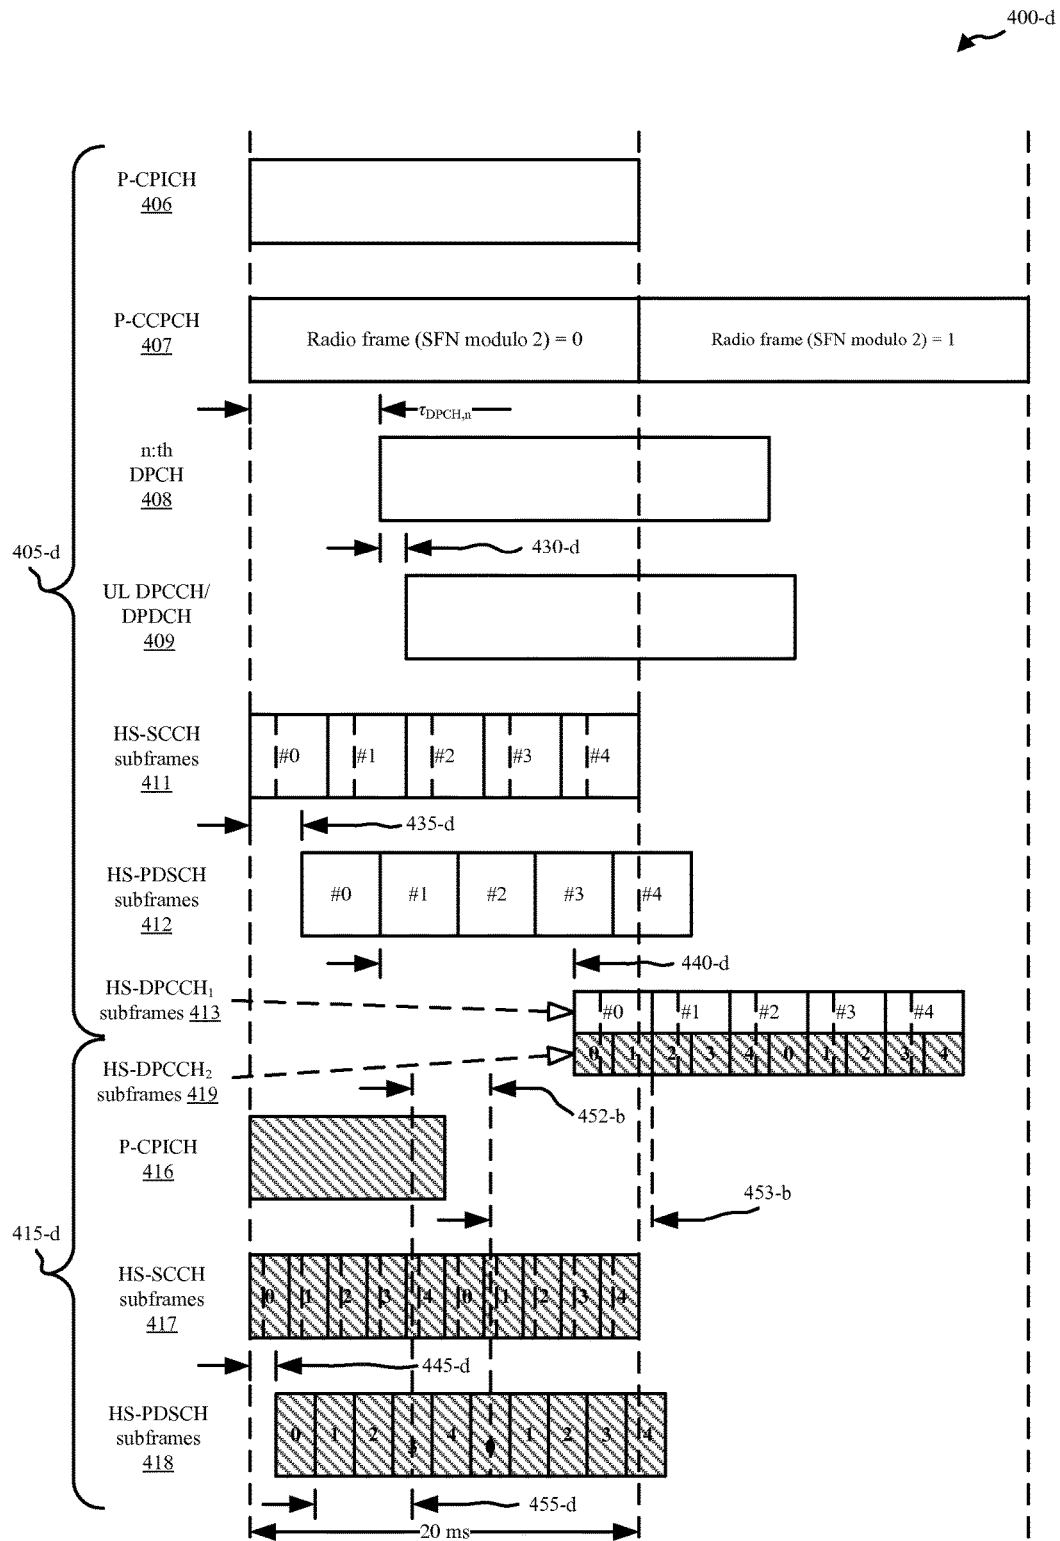 400-d
P-CPICH
406
P-CCPCH
407
Radio frame (SFN modulo 2) = 0
Radio frame (SFN modulo 2) = 1
τDPCH,n
n:th
DPCH
408
405-d
430-d
UL DPCCH/
DPDCH
409
HS-SCCH
subframes
411
#0 #1 #2 #3 #4
435-d
HS-PDSCH
subframes
412
#0 #1 #2 #3 #4
440-d
HS-DPCCH1
subframes 413
#0 #1 #2 #3 #4
HS-DPCCH2
subframes 419
0 1 2 3 4 0 1 2 3 4
452-b
P-CPICH
416
453-b
415-d
HS-SCCH
subframes
417
0 1 2 3 4 0 1 2 3 4
445-d
HS-PDSCH
subframes
418
0 1 2 3 4 0 1 2 3 4
455-d
20 ms